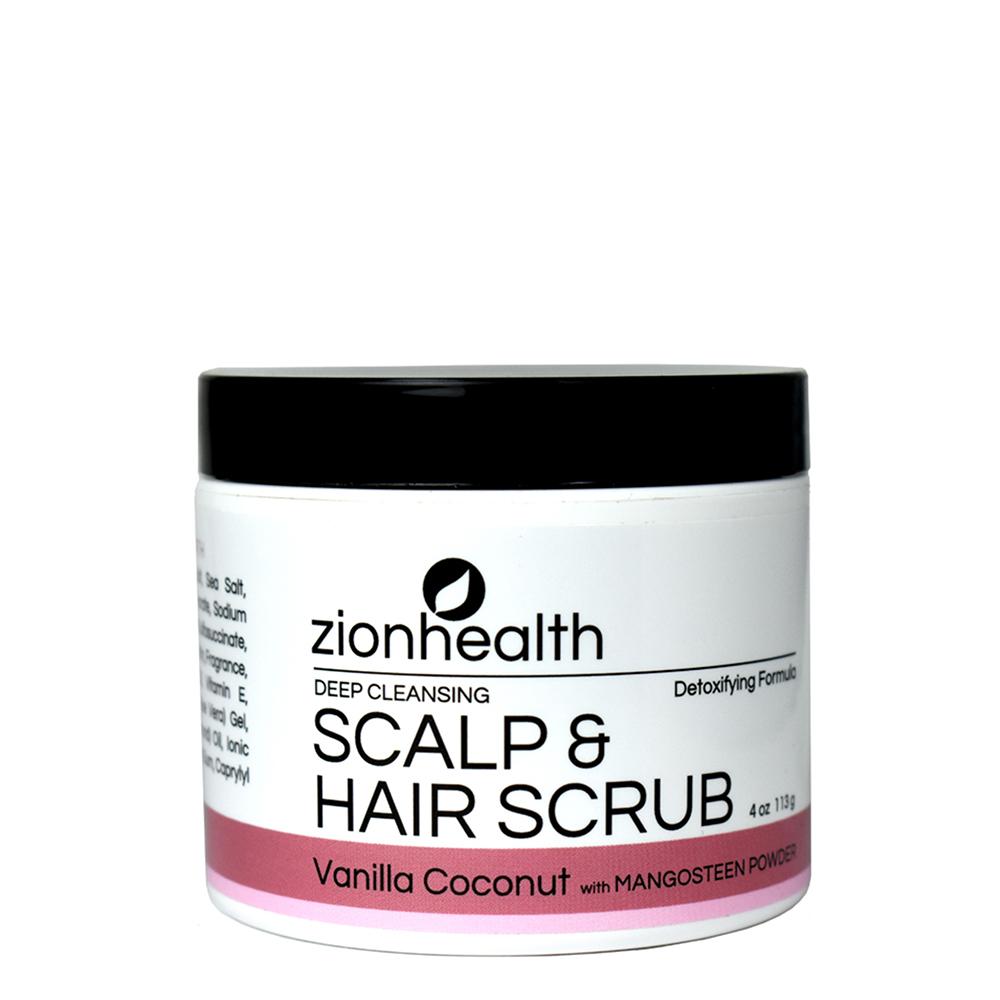 zionhealth
DEEP CLEANSING
Detoxifying Formula
SCALP &
HAIR SCRUB
4 oz 113g
Vanilla Coconut with MANGOSTEEN POWDER
Sea Salt,
Sodium
Fragrance,
Vitamin E,
Gel,
Oil, Ionic
Caprylyl